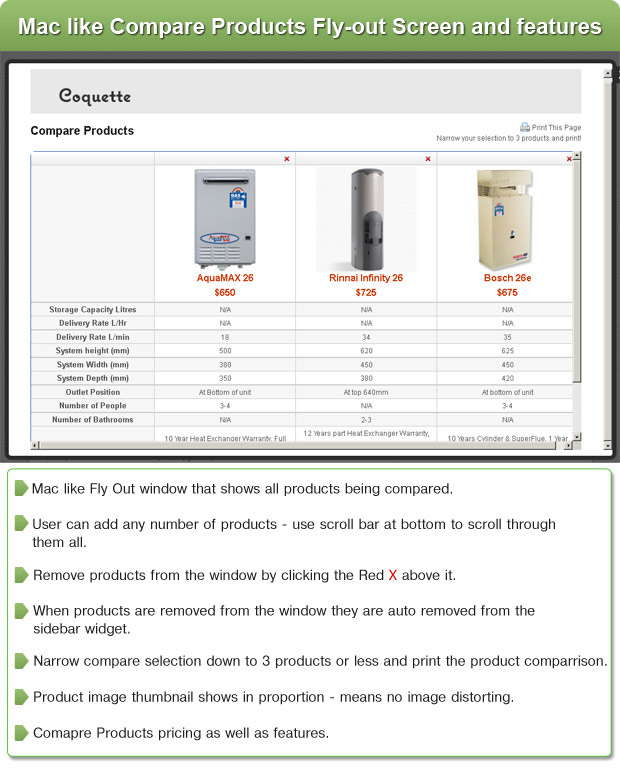 Mac like Compare Products Fly-out Screen and features
Coquette
Compare Products
Print This Page
Narrow your selection to 3 products and print!
AquaMAX 26 Rinnai Infinity 26 Bosch 26e
$650 $725 $675
Storage Capacity Litres N/A N/A N/A
Delivery Rate L/Hr N/A N/A N/A
Delivery Rate L/min 18 34 35
System height (mm) 500 620 625
System Width (mm) 380 450 450
System Depth (mm) 350 380 420
Outlet Position At Bottom of unit At top 640mm At bottom of unit
Number of People 3-4 N/A 3-4
Number of Bathrooms N/A 2-3 N/A
10 Year Heat Exchanger Warranty. Full 12 Years part Heat Exchanger Warranty, 10 Years Cylinder & SuperFlue, 1 Year
Mac like Fly Out window that shows all products being compared.
User can add any number of products - use scroll bar at bottom to scroll through
them all.
Remove products from the window by clicking the Red X above it.
When products are removed from the window they are auto removed from the
sidebar widget.
Narrow compare selection down to 3 products or less and print the product comparrison.
Product image thumbnail shows in proportion - means no image distorting.
Comapre Products pricing as well as features.